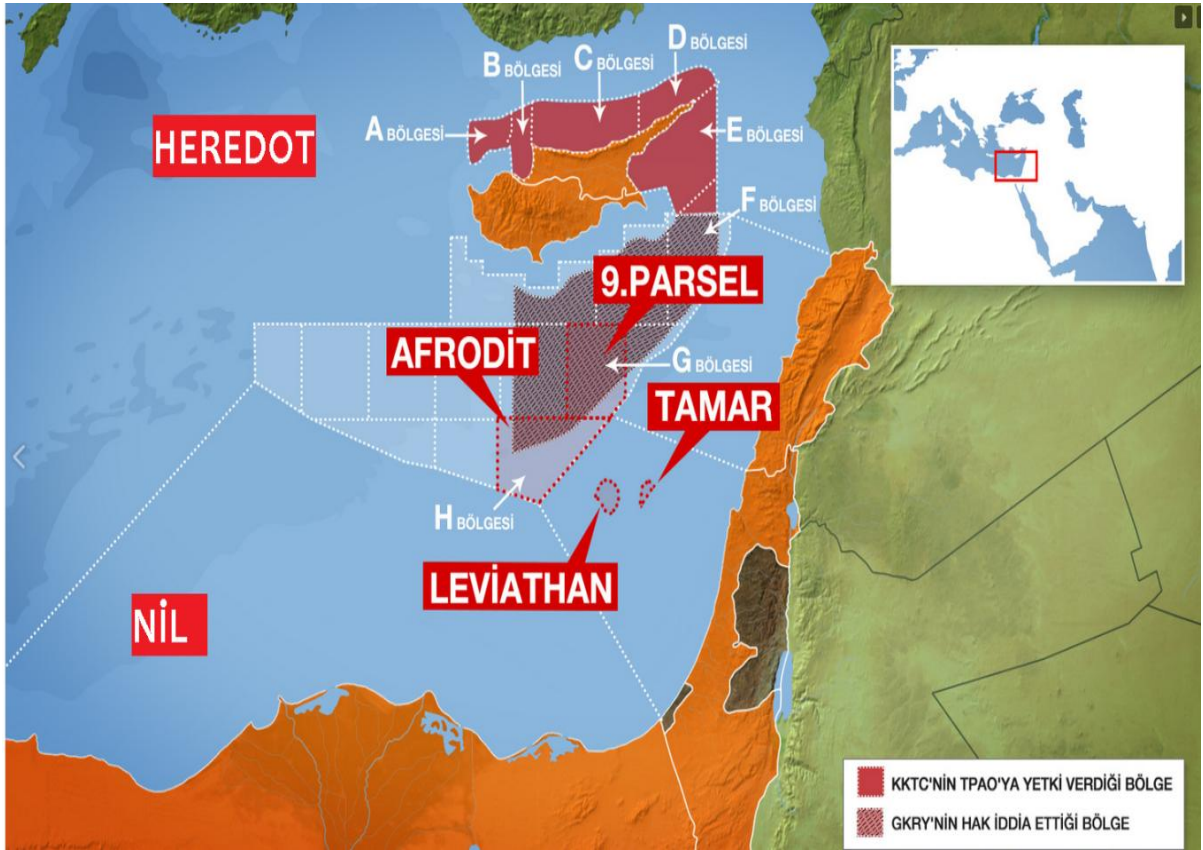 D BÖLGESİ
C BÖLGESİ
B BÖLGESİ
A BÖLGESİ
E BÖLGESİ
HEREDOT
F BÖLGESİ
9.PARSEL
AFRODİT
G BÖLGESİ
TAMAR
H BÖLGESİ
LEVİATHAN
NİL
KKTC'NİN TPAO'YA YETKİ VERDİĞİ BÖLGE
GKRY'NİN HAK İDDİA ETTİĞİ BÖLGE